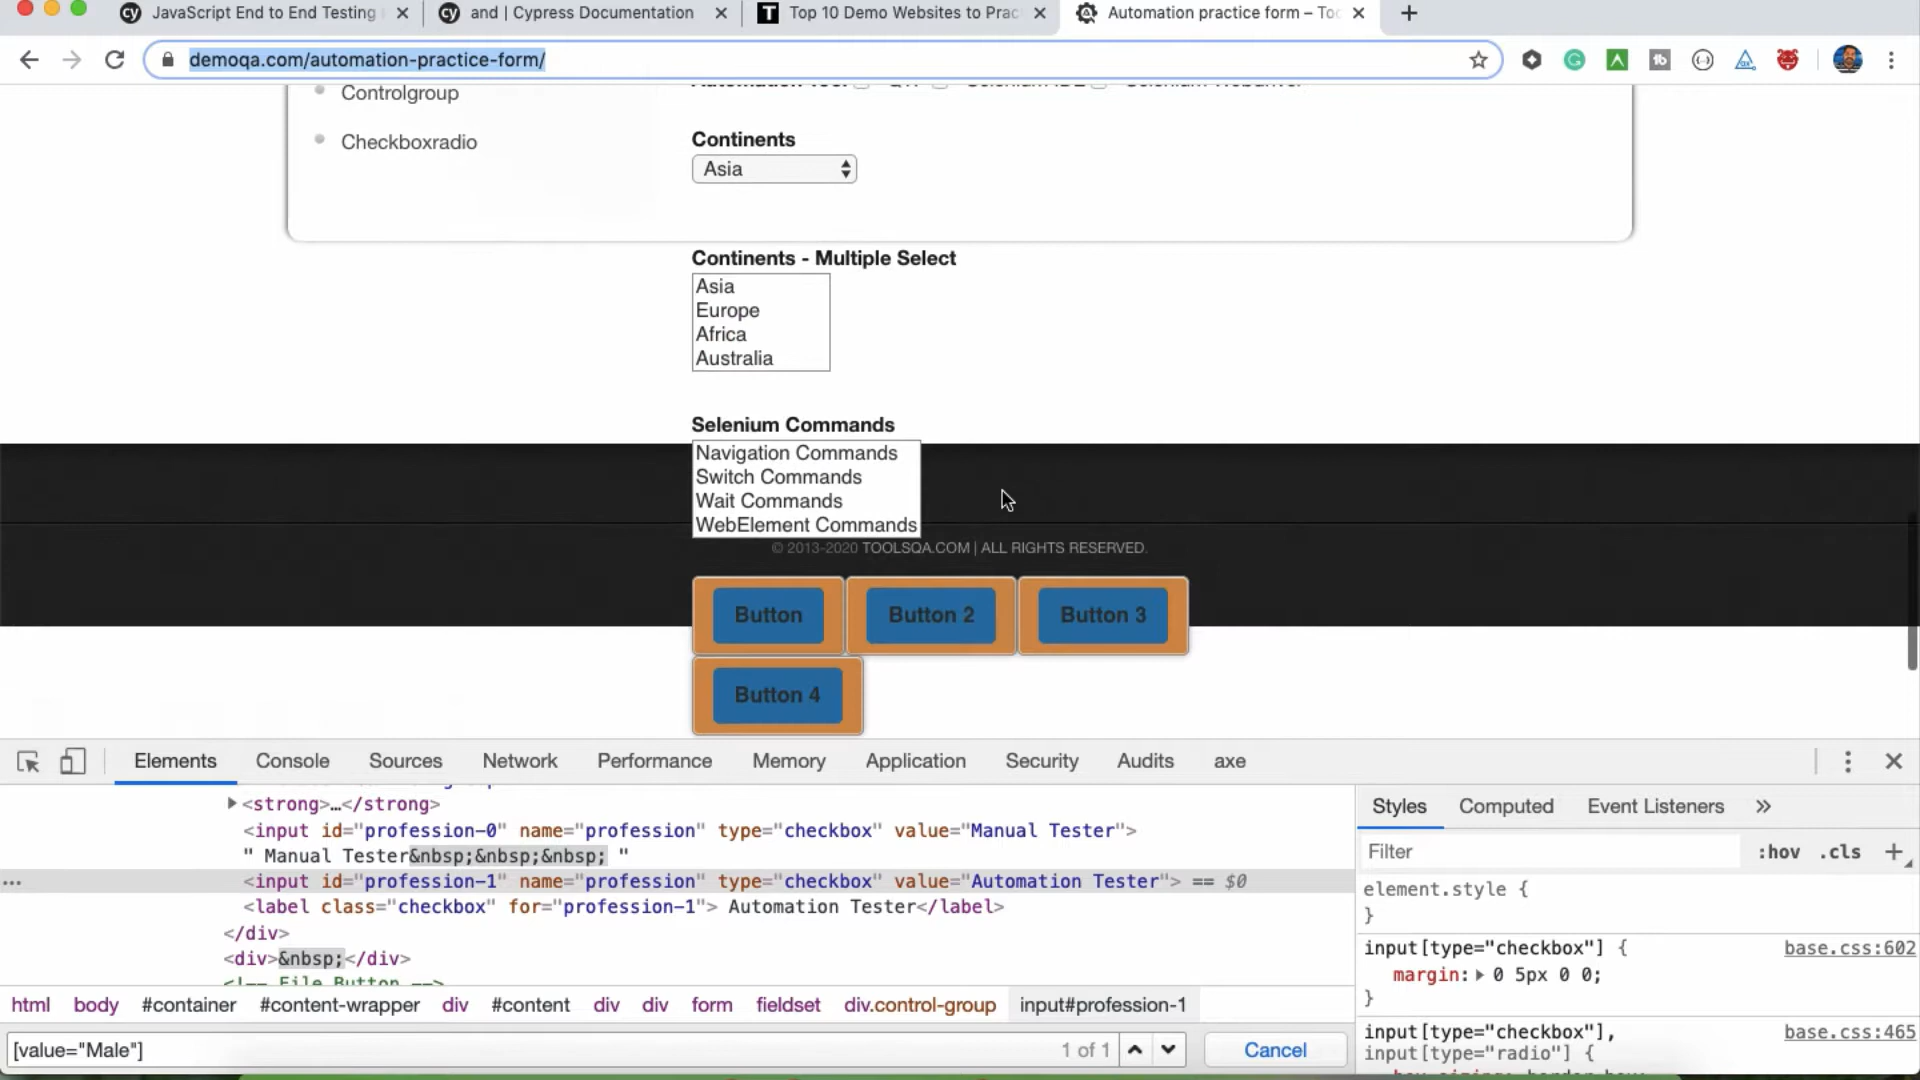 JavaScript End to End Testing
and | Cypress Documentation
Top 10 Demo Websites to Prac
Automation practice form – Too
demoqa.com/automation-practice-form/
Controlgroup
Checkboxradio
Continents
Asia
Continents - Multiple Select
Asia
Europe
Africa
Australia
Selenium Commands
Navigation Commands
Switch Commands
Wait Commands
WebElement Commands
© 2013-2020 TOOLSQA.COM | ALL RIGHTS RESERVED.
Button
Button 2
Button 3
Button 4
Elements Console Sources Network Performance Memory Application Security Audits axe
<strong>…</strong>
<input id="profession-0" name="profession" type="checkbox" value="Manual Tester">
" Manual Tester&nbsp;&nbsp;&nbsp; "
<input id="profession-1" name="profession" type="checkbox" value="Automation Tester"> == $0
<label class="checkbox" for="profession-1"> Automation Tester</label>
</div>
<div>&nbsp;</div>
<!-- File Button -->
html body #container #content-wrapper div #content div div form fieldset div.control-group input#profession-1
[value="Male"] 1 of 1 Cancel
Styles Computed Event Listeners »
Filter :hov .cls +
element.style {
}
input[type="checkbox"] { base.css:602
margin: 0 5px 0 0;
}
input[type="checkbox"], base.css:465
input[type="radio"] {